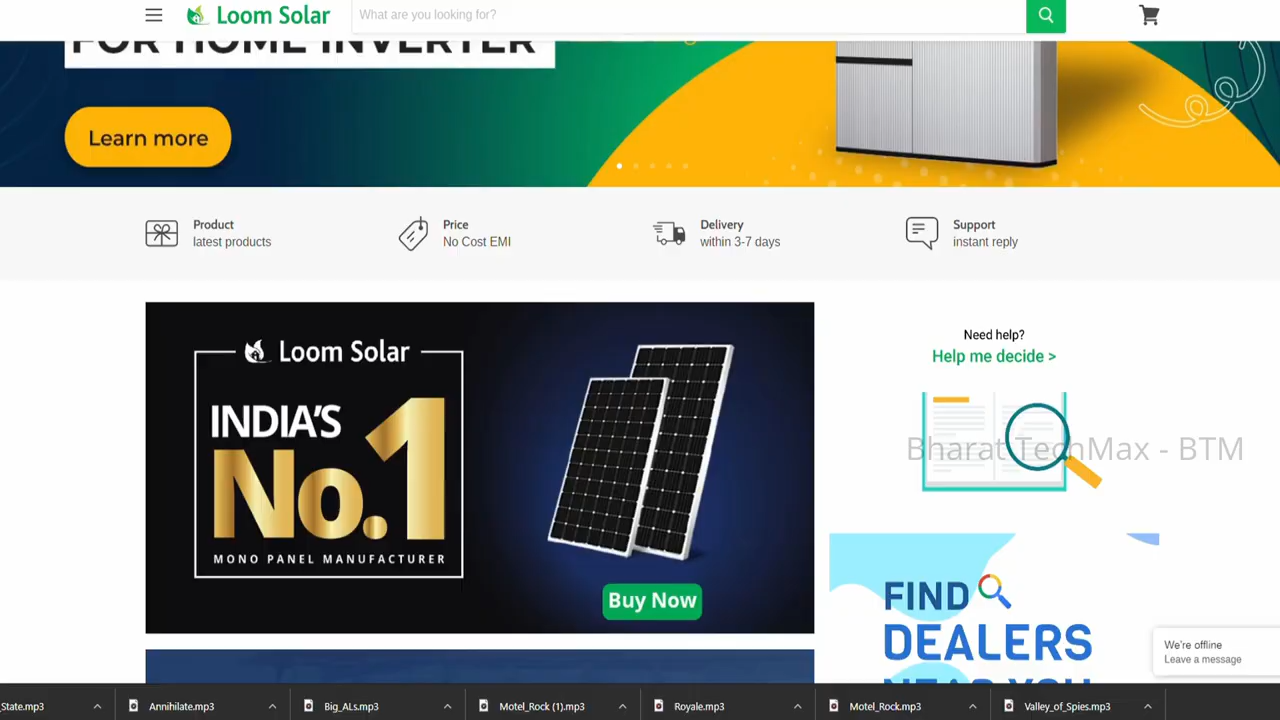 Loom Solar
What are you looking for?
FOR HOME INVERTER
Learn more
Product
latest products
Price
No Cost EMI
Delivery
within 3-7 days
Support
instant reply
Loom Solar
INDIA'S
No.1
MONO PANEL MANUFACTURER
Buy Now
Need help?
Help me decide >
Bharat TechMax - BTM
FIND
DEALERS
NEAR YOU
We're offline
Leave a message
_State.mp3
Annihilate.mp3
Big_ALs.mp3
Motel_Rock (1).mp3
Royale.mp3
Motel_Rock.mp3
Valley_of_Spies.mp3